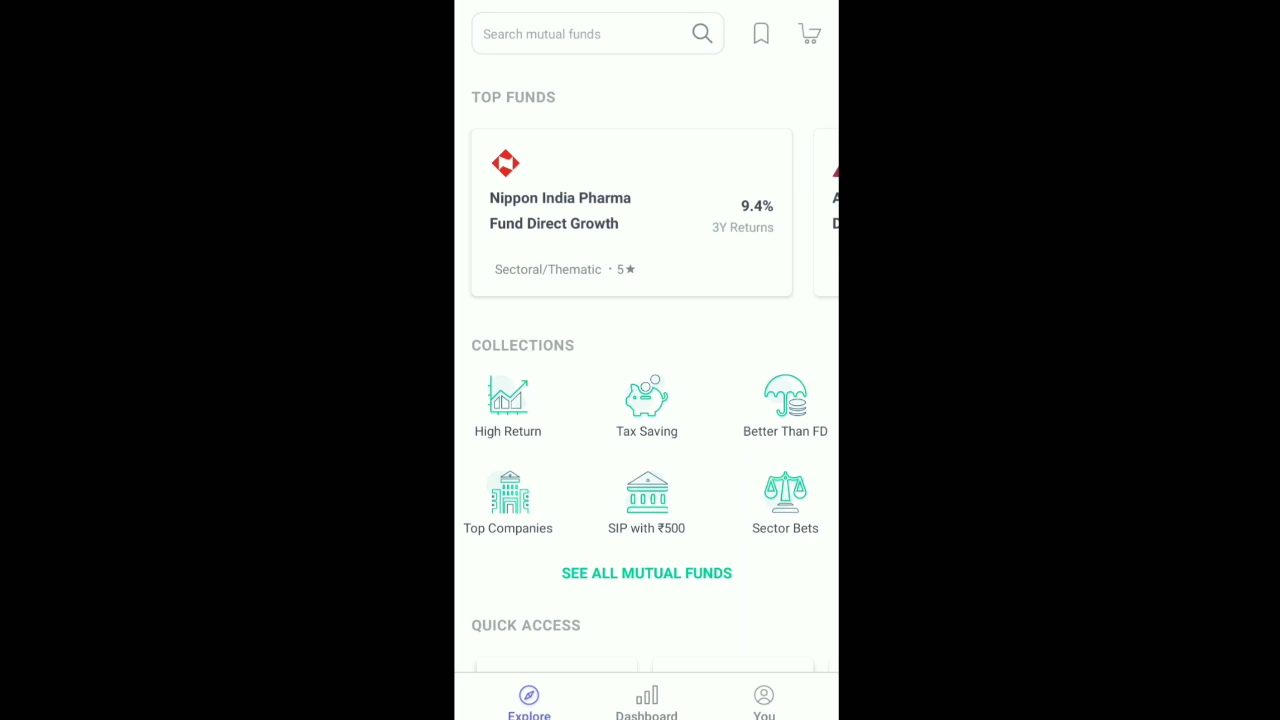 Search mutual funds
TOP FUNDS
Nippon India Pharma
Fund Direct Growth
9.4%
3Y Returns
Sectoral/Thematic · 5★
COLLECTIONS
High Return
Tax Saving
Better Than FD
Top Companies
SIP with ₹500
Sector Bets
SEE ALL MUTUAL FUNDS
QUICK ACCESS
Explore
Dashboard
You